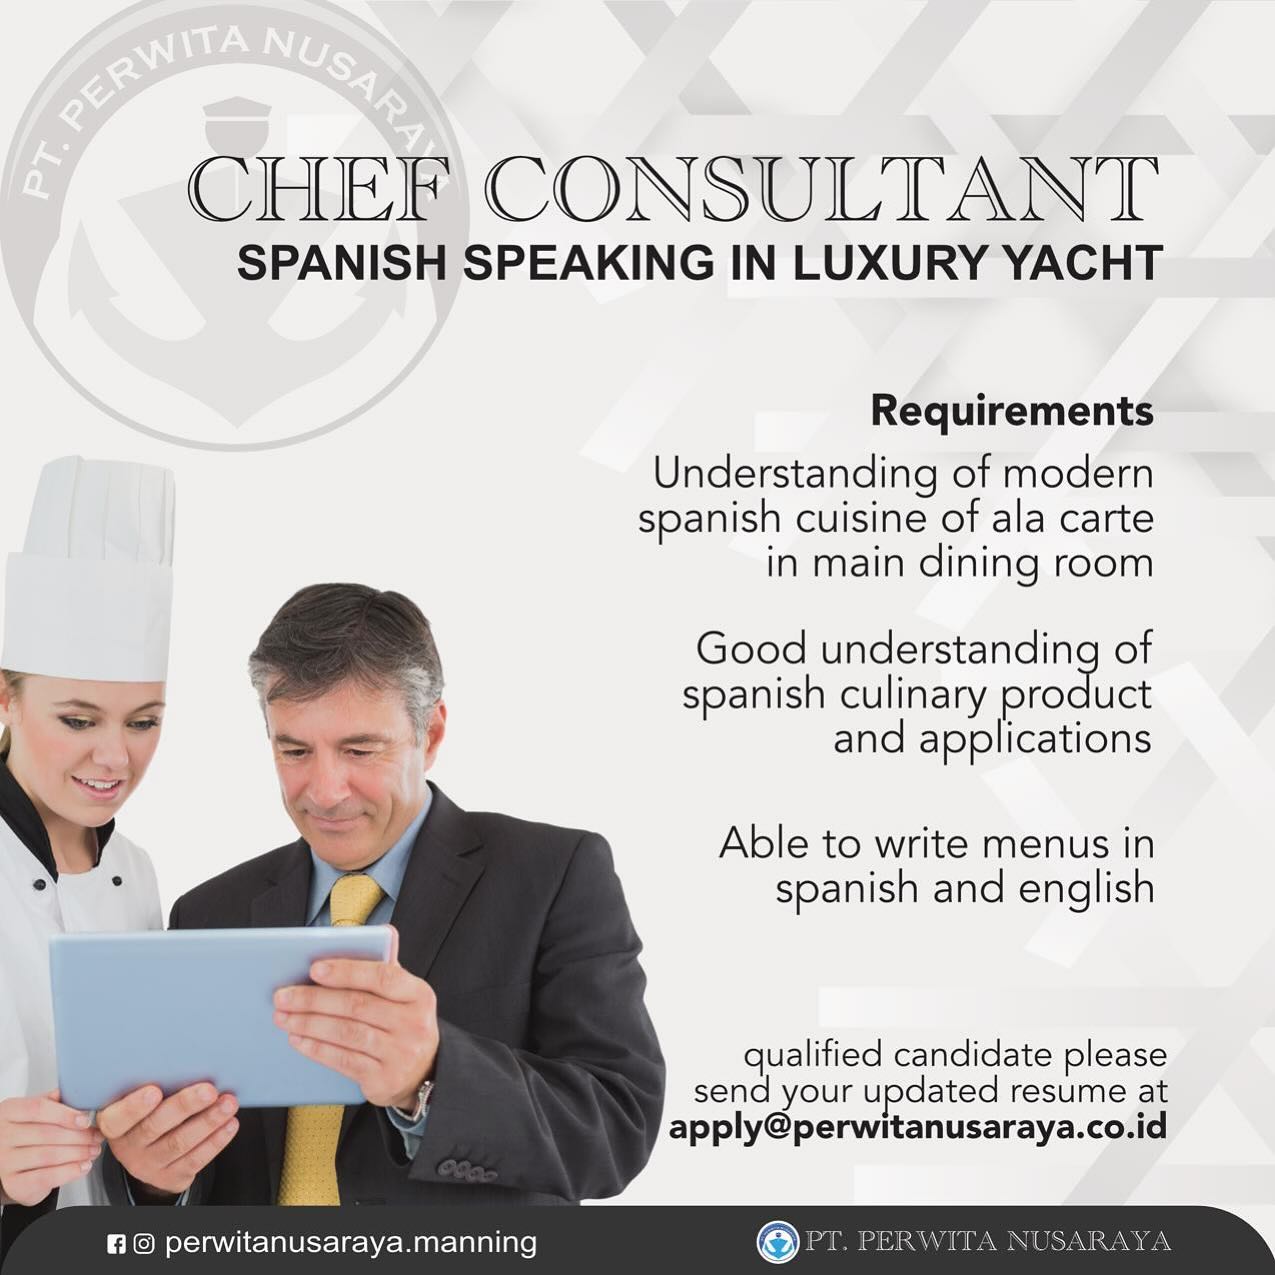 PT. PERWITA NUSARAYA
CHEF CONSULTANT
SPANISH SPEAKING IN LUXURY YACHT
Requirements
Understanding of modern
spanish cuisine of ala carte
in main dining room
Good understanding of
spanish culinary product
and applications
Able to write menus in
spanish and english
qualified candidate please
send your updated resume at
apply@perwitanusaraya.co.id
perwitanusaraya.manning
PT. PERWITA NUSARAYA